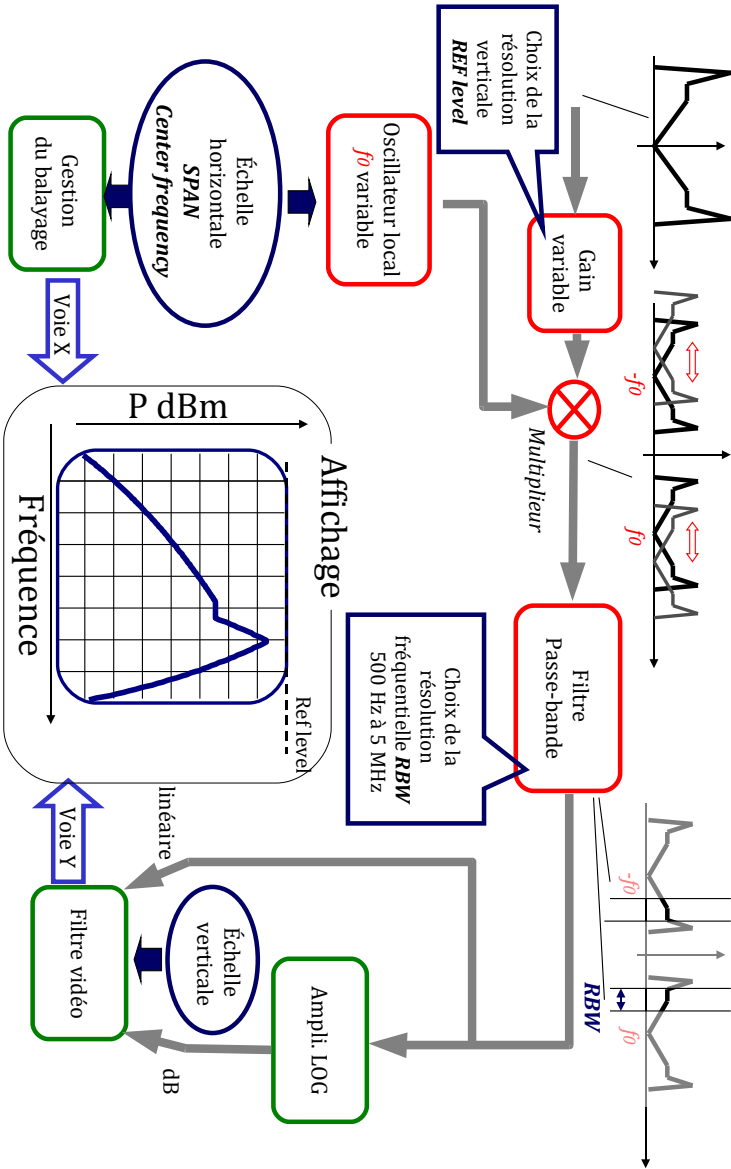 -f0
f0
-f0
f0
RBW
Choix de la
résolution
verticale
REF level
Gain
variable
Multiplieur
Filtre
Passe-bande
Choix de la
résolution
fréquentielle RBW
500 Hz à 5 MHz
Oscillateur local
f0 variable
Échelle
horizontale
SPAN
Center frequency
Gestion
du balayage
Voie X
Affichage
P dBm
Fréquence
Ref level
linéaire
dB
Ampli. LOG
Échelle
verticale
Filtre vidéo
Voie Y